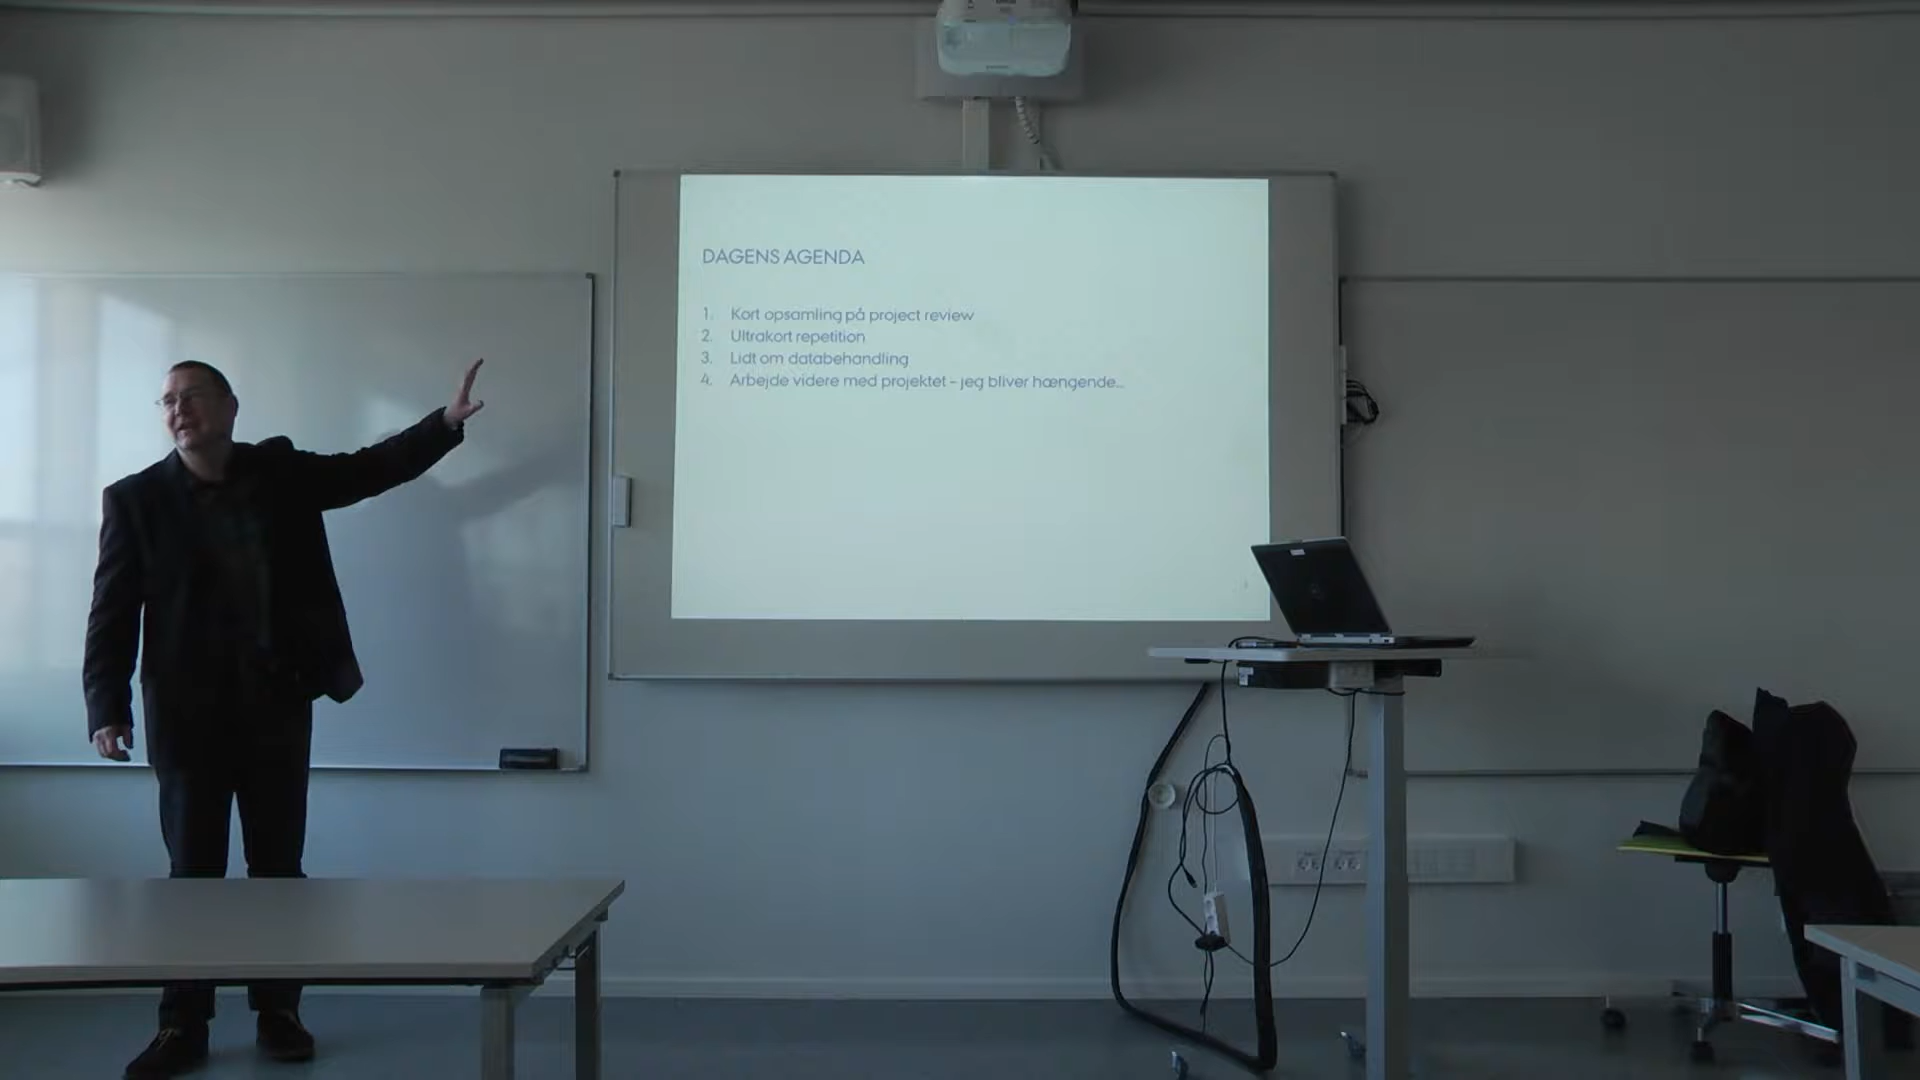 DAGENS AGENDA
1. Kort opsamling på project review
2. Ultrakort repetition
3. Lidt om databehandling
4. Arbejde videre med projektet - jeg bliver hængende...